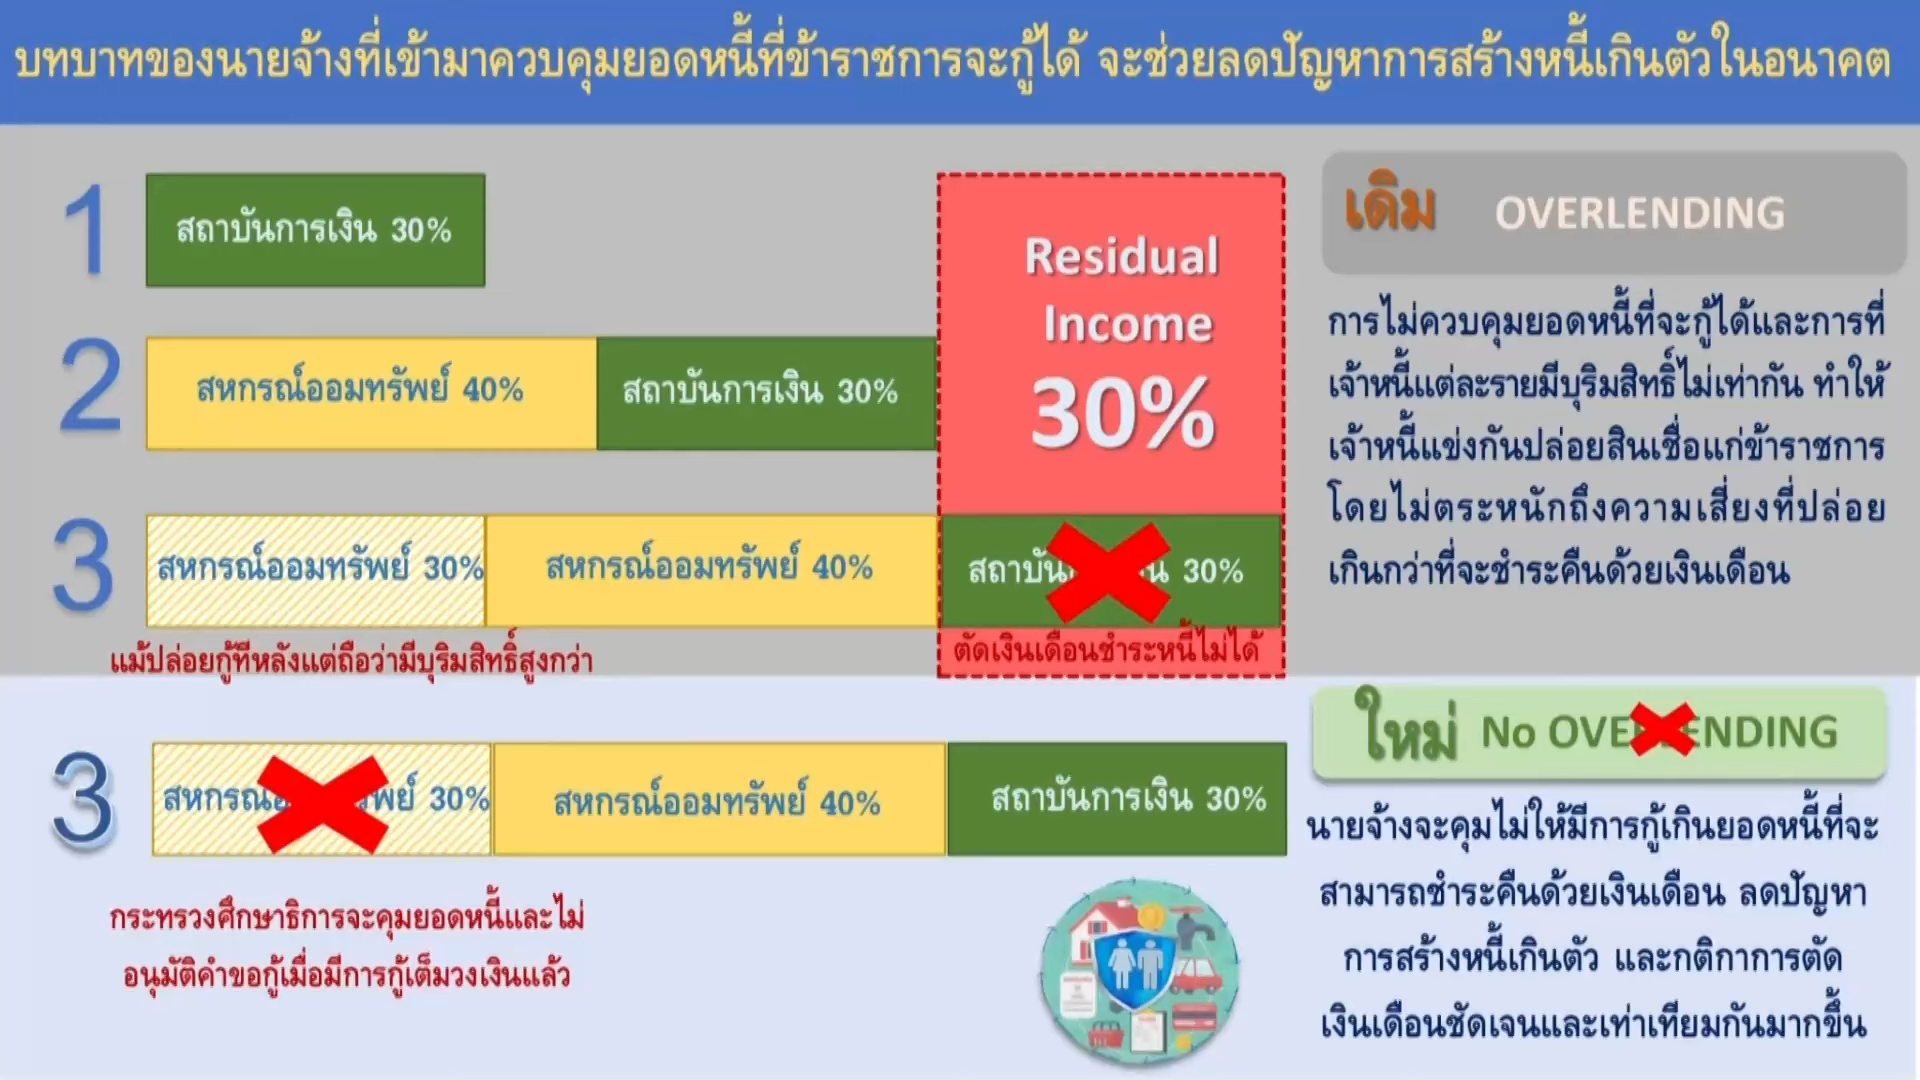 บทบาทของนายจ้างที่เข้ามาควบคุมยอดหนี้ที่ข้าราชการจะกู้ได้ จะช่วยลดปัญหาการสร้างหนี้เกินตัวในอนาคต
1
สถาบันการเงิน 30%
2
สหกรณ์ออมทรัพย์ 40%
สถาบันการเงิน 30%
Residual
Income
30%
3
สหกรณ์ออมทรัพย์ 30%
สหกรณ์ออมทรัพย์ 40%
30%
แม้ปล่อยกู้ทีหลังแต่ถือว่ามีบุริมสิทธิ์สูงกว่า
ตัดเงินเดือนชำระหนี้ไม่ได้
เดิม OVERLENDING
การไม่ควบคุมยอดหนี้ที่จะกู้ได้และการที่
เจ้าหนี้แต่ละรายมีบุริมสิทธิ์ไม่เท่ากัน ทำให้
เจ้าหนี้แข่งกันปล่อยสินเชื่อแก่ข้าราชการ
โดยไม่ตระหนักถึงความเสี่ยงที่ปล่อย
เกินกว่าที่จะชำระคืนด้วยเงินเดือน
3
30%
สหกรณ์ออมทรัพย์ 40%
สถาบันการเงิน 30%
กระทรวงศึกษาธิการจะคุมยอดหนี้และไม่
อนุมัติคำขอกู้เมื่อมีการกู้เต็มวงเงินแล้ว
ใหม่ No OVERLENDING
นายจ้างจะคุมไม่ให้มีการกู้เกินยอดหนี้ที่จะ
สามารถชำระคืนด้วยเงินเดือน ลดปัญหา
การสร้างหนี้เกินตัว และกติกาการตัด
เงินเดือนชัดเจนและเท่าเทียมกันมากขึ้น